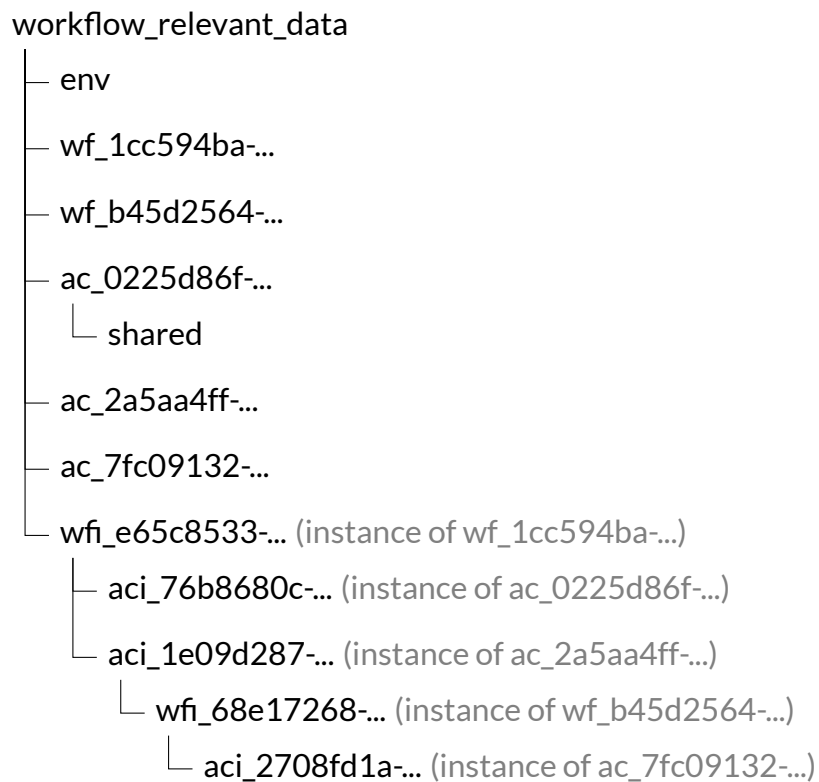 workflow_relevant_data
env
wf_1cc594ba-...
wf_b45d2564-...
ac_0225d86f-...
shared
ac_2a5aa4ff-...
ac_7fc09132-...
wfi_e65c8533-... (instance of wf_1cc594ba-...)
aci_76b8680c-... (instance of ac_0225d86f-...)
aci_1e09d287-... (instance of ac_2a5aa4ff-...)
wfi_68e17268-... (instance of wf_b45d2564-...)
aci_2708fd1a-... (instance of ac_7fc09132-...)